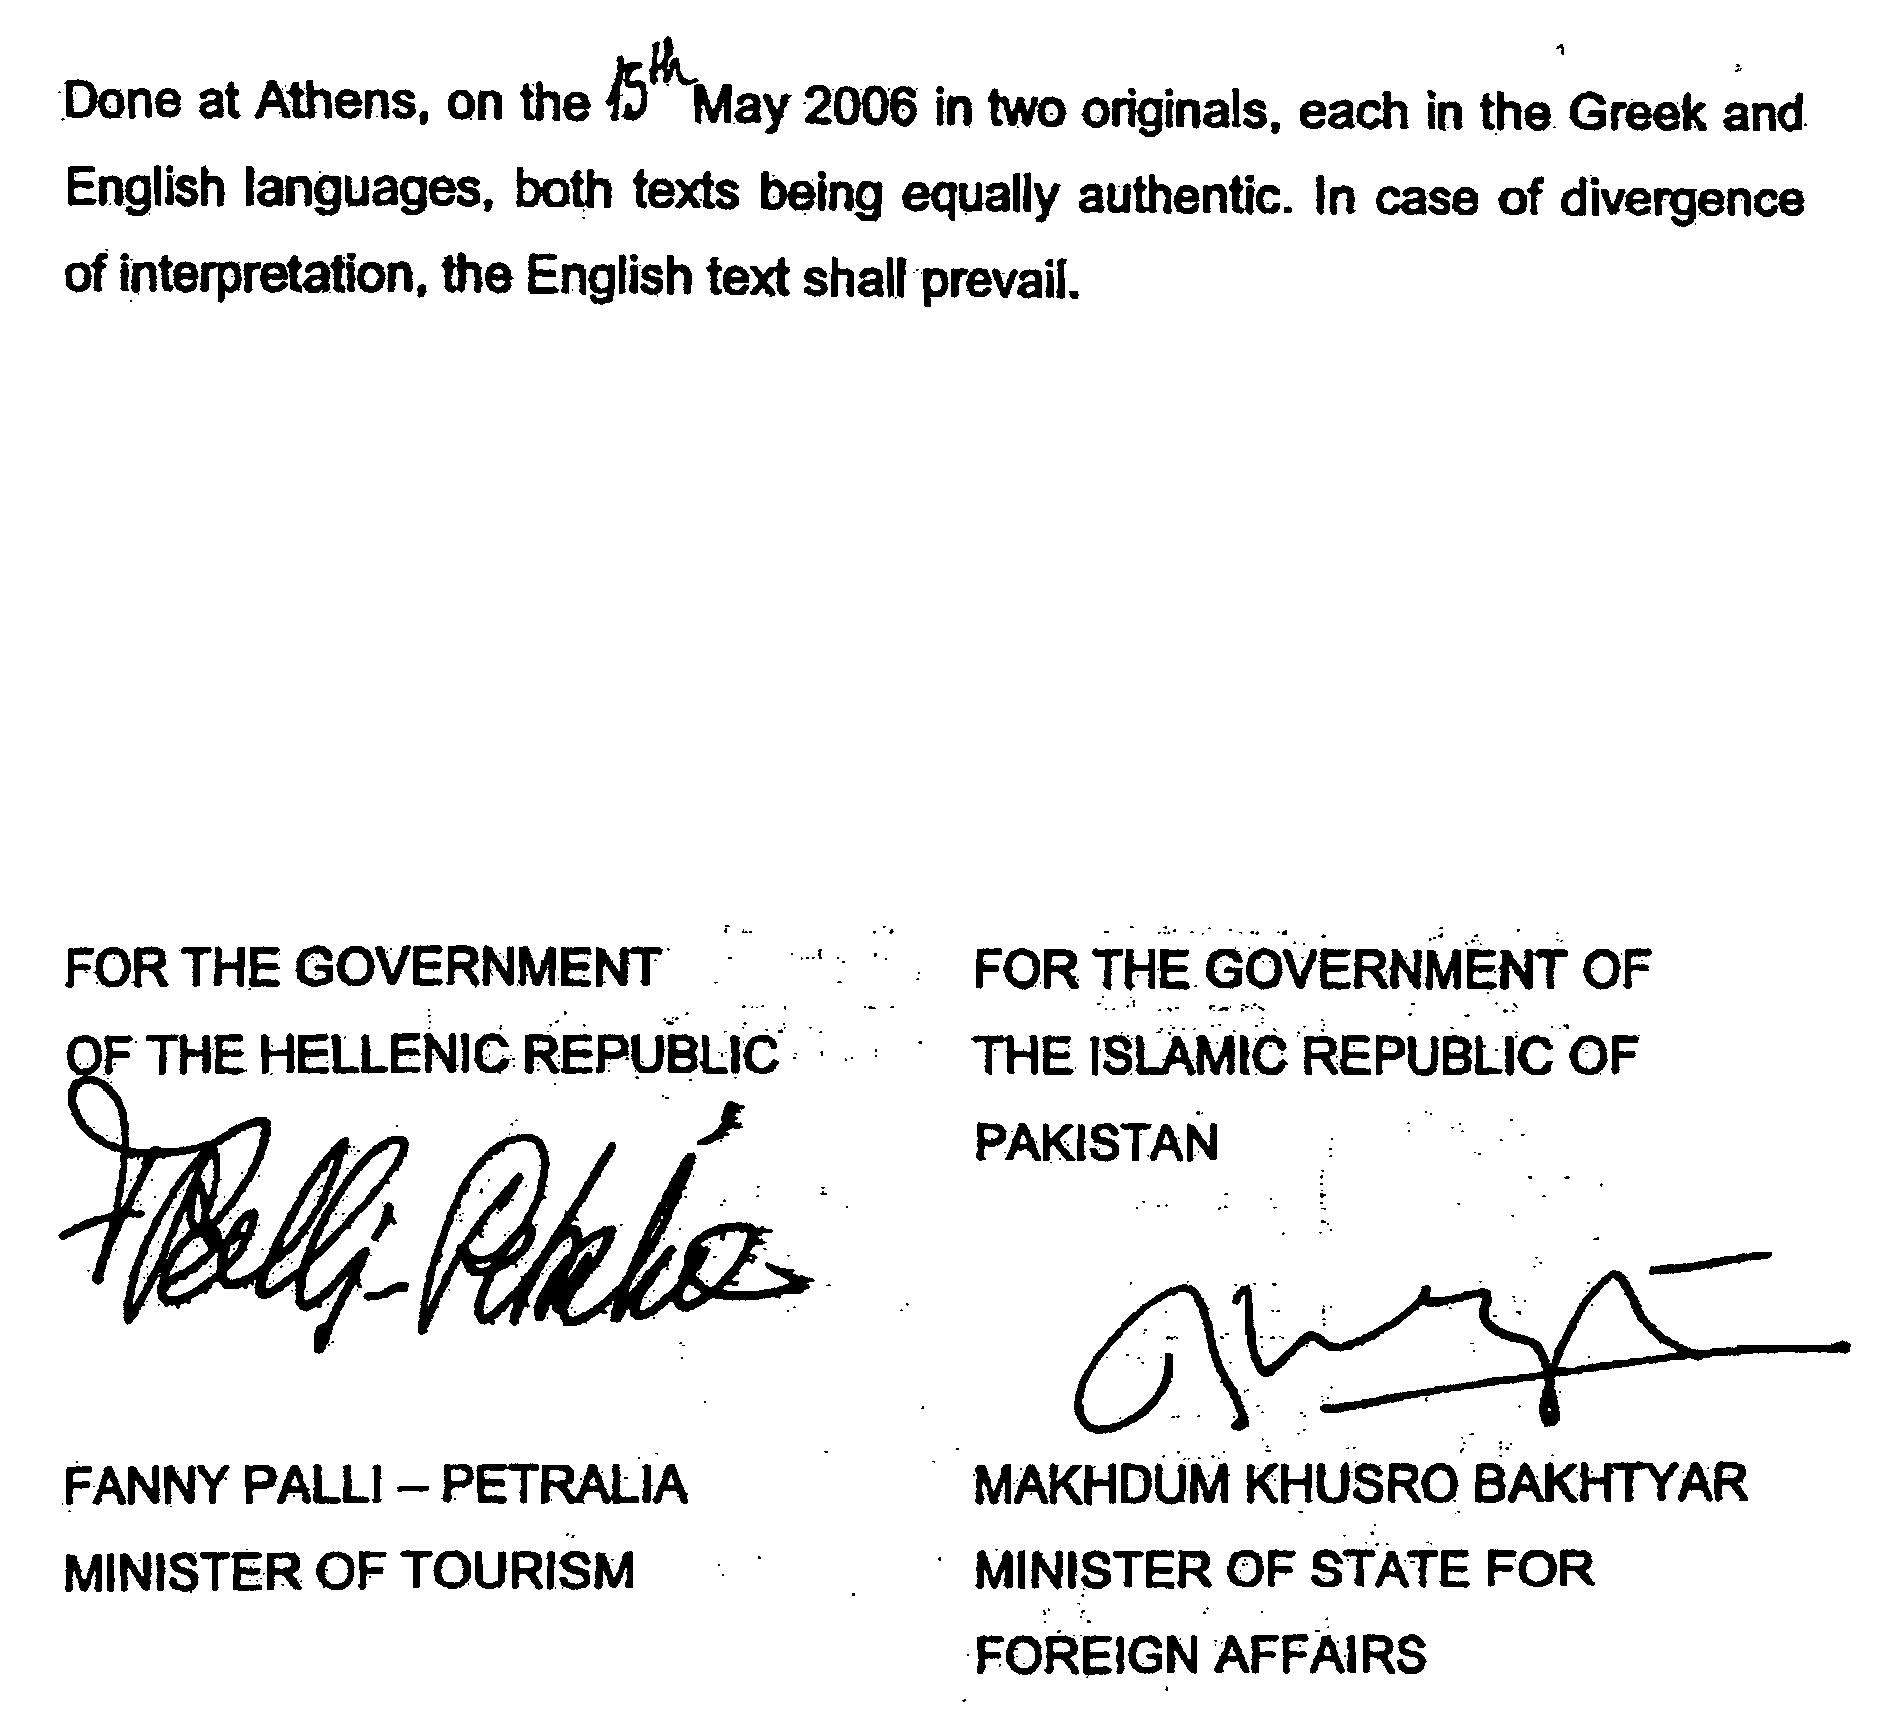 Done at Athens, on the 15th May 2006 in two originals, each in the Greek and
English languages, both texts being equally authentic. In case of divergence
of interpretation, the English text shall prevail.
FOR THE GOVERNMENT
OF THE HELLENIC REPUBLIC
F Palli-Petralia
FANNY PALLI – PETRALIA
MINISTER OF TOURISM
FOR THE GOVERNMENT OF
THE ISLAMIC REPUBLIC OF
PAKISTAN
MAKHDUM KHUSRO BAKHTYAR
MINISTER OF STATE FOR
FOREIGN AFFAIRS